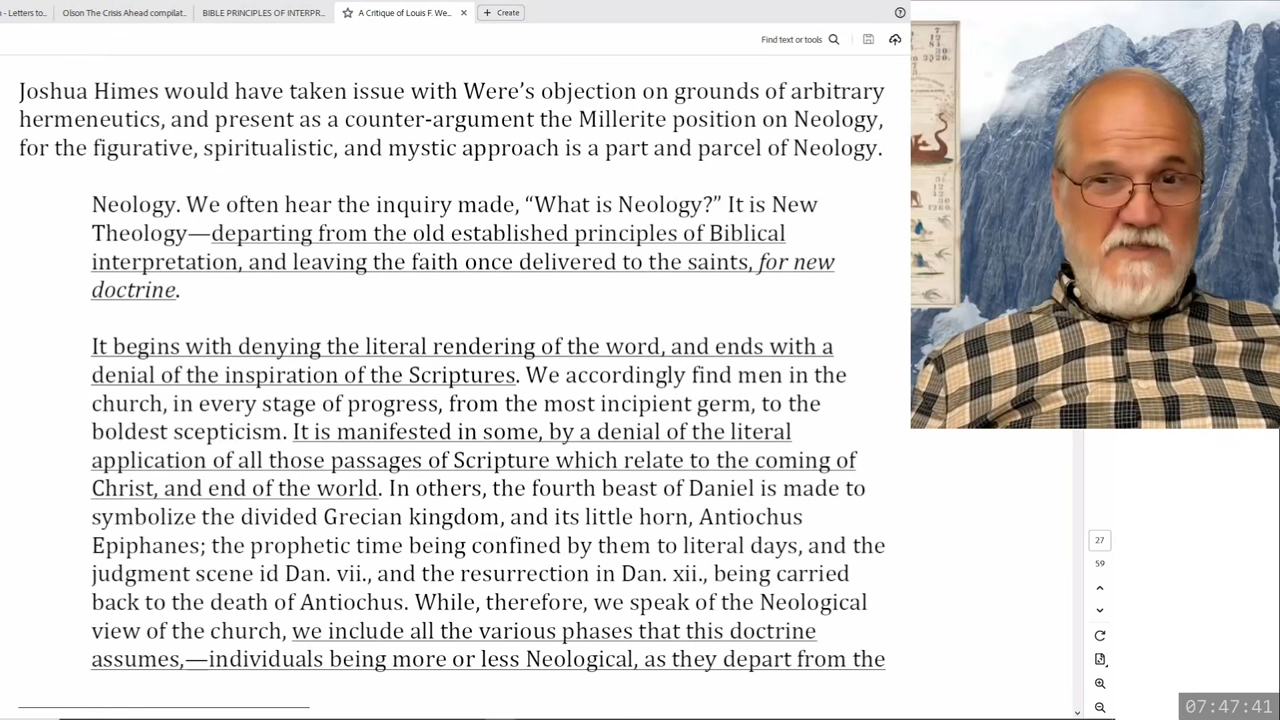 - Letters to...
Olson The Crisis Ahead compilat...
BIBLE PRINCIPLES OF INTERPR...
A Critique of Louis F. We...
+ Create
Find text or tools
Joshua Himes would have taken issue with Were’s objection on grounds of arbitrary
hermeneutics, and present as a counter-argument the Millerite position on Neology,
for the figurative, spiritualistic, and mystic approach is a part and parcel of Neology.
Neology. We often hear the inquiry made, “What is Neology?” It is New
Theology—departing from the old established principles of Biblical
interpretation, and leaving the faith once delivered to the saints, for new
doctrine.
It begins with denying the literal rendering of the word, and ends with a
denial of the inspiration of the Scriptures. We accordingly find men in the
church, in every stage of progress, from the most incipient germ, to the
boldest scepticism. It is manifested in some, by a denial of the literal
application of all those passages of Scripture which relate to the coming of
Christ, and end of the world. In others, the fourth beast of Daniel is made to
symbolize the divided Grecian kingdom, and its little horn, Antiochus
Epiphanes; the prophetic time being confined by them to literal days, and the
judgment scene id Dan. vii., and the resurrection in Dan. xii., being carried
back to the death of Antiochus. While, therefore, we speak of the Neological
view of the church, we include all the various phases that this doctrine
assumes,—individuals being more or less Neological, as they depart from the
27
59
07:47:41